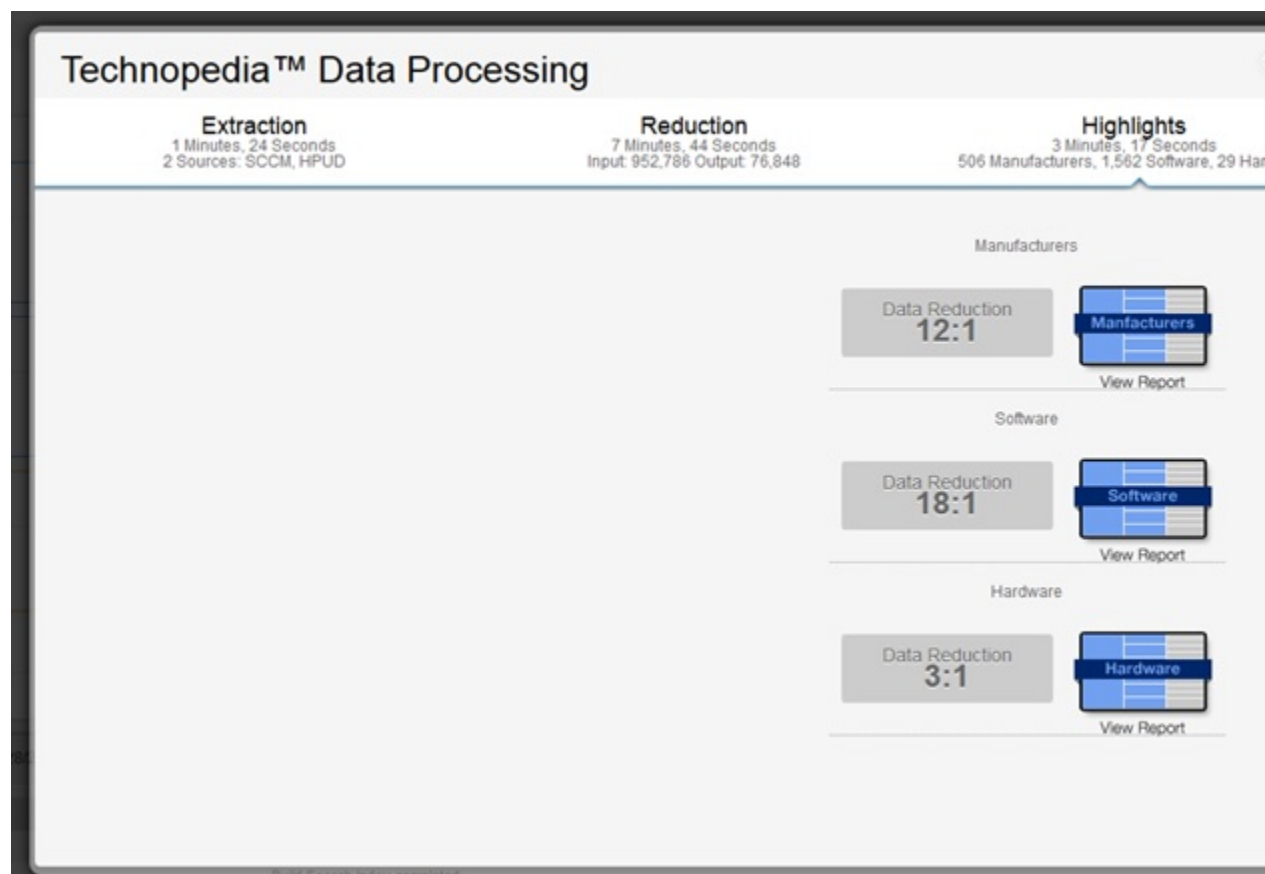 Technopedia™ Data Processing
Extraction
1 Minutes, 24 Seconds
2 Sources: SCCM, HPUD
Reduction
7 Minutes, 44 Seconds
Input: 952,786 Output: 76,848
Highlights
3 Minutes, 17 Seconds
506 Manufacturers, 1,562 Software, 29 Har
Manufacturers
Data Reduction
12:1
Manfacturers
View Report
Software
Data Reduction
18:1
Software
View Report
Hardware
Data Reduction
3:1
Hardware
View Report